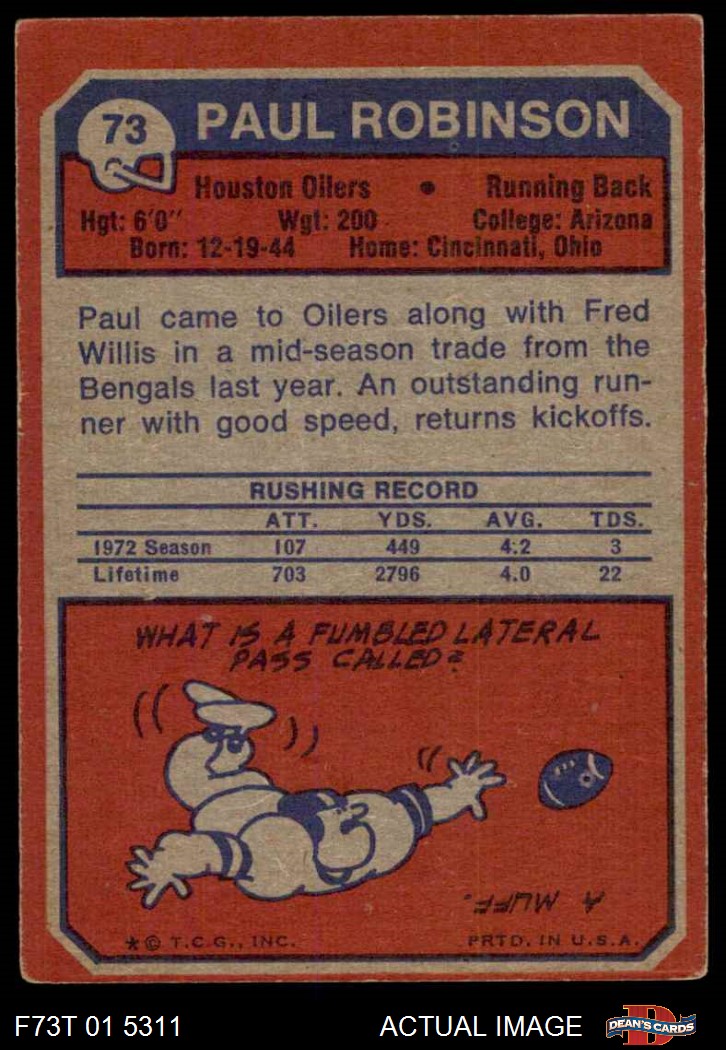 73
PAUL ROBINSON
Houston Oilers • Running Back
Hgt: 6'0" Wgt: 200 College: Arizona
Born: 12-19-44 Home: Cincinnati, Ohio
Paul came to Oilers along with Fred
Willis in a mid-season trade from the
Bengals last year. An outstanding run-
ner with good speed, returns kickoffs.
RUSHING RECORD
ATT. YDS. AVG. TDS.
1972 Season 107 449 4.2 3
Lifetime 703 2796 4.0 22
WHAT IS A FUMBLED LATERAL
PASS CALLED?
A MUFF.
*© T.C.G., INC. PRTD. IN U.S.A.
F73T 01 5311 ACTUAL IMAGE D DEAN'S CARDS